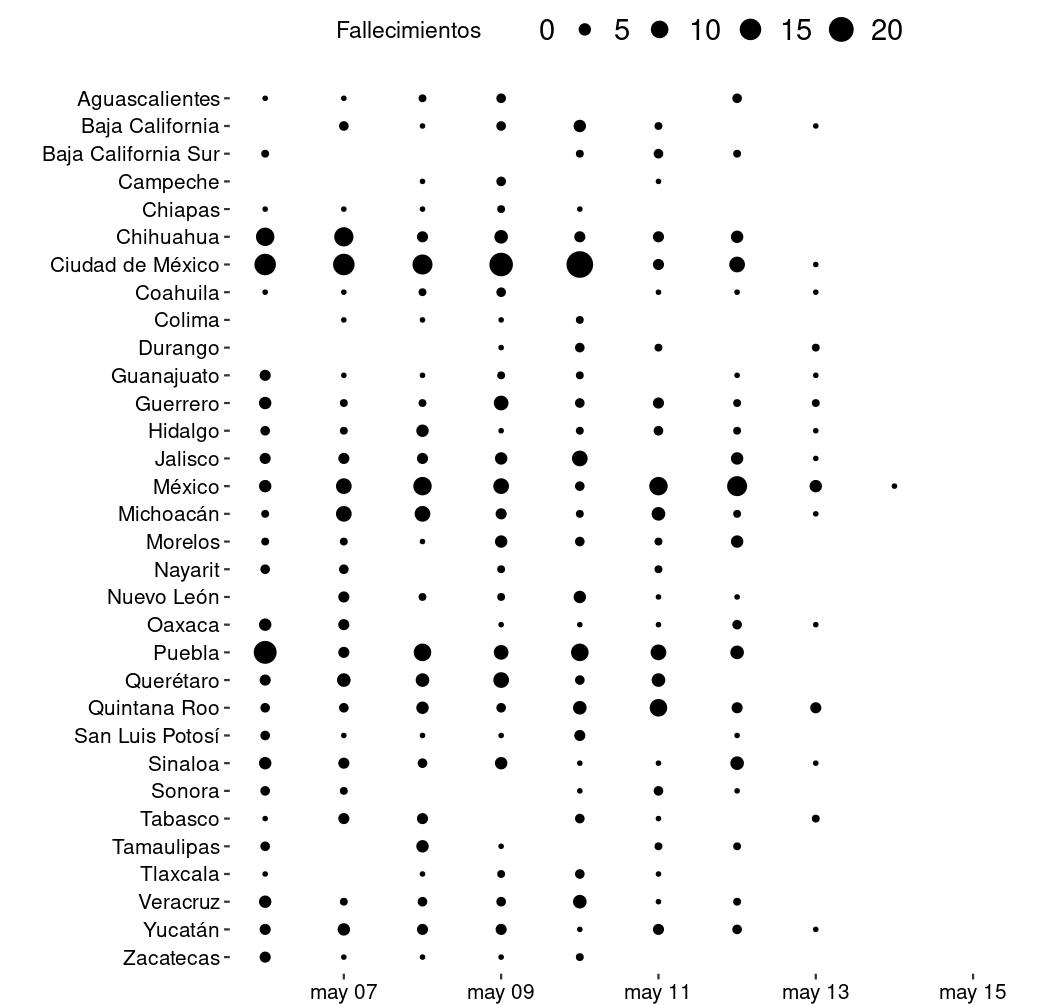 Fallecimientos 0 5 10 15 20
Aguascalientes
Baja California
Baja California Sur
Campeche
Chiapas
Chihuahua
Ciudad de México
Coahuila
Colima
Durango
Guanajuato
Guerrero
Hidalgo
Jalisco
México
Michoacán
Morelos
Nayarit
Nuevo León
Oaxaca
Puebla
Querétaro
Quintana Roo
San Luis Potosí
Sinaloa
Sonora
Tabasco
Tamaulipas
Tlaxcala
Veracruz
Yucatán
Zacatecas
may 07 may 09 may 11 may 13 may 15